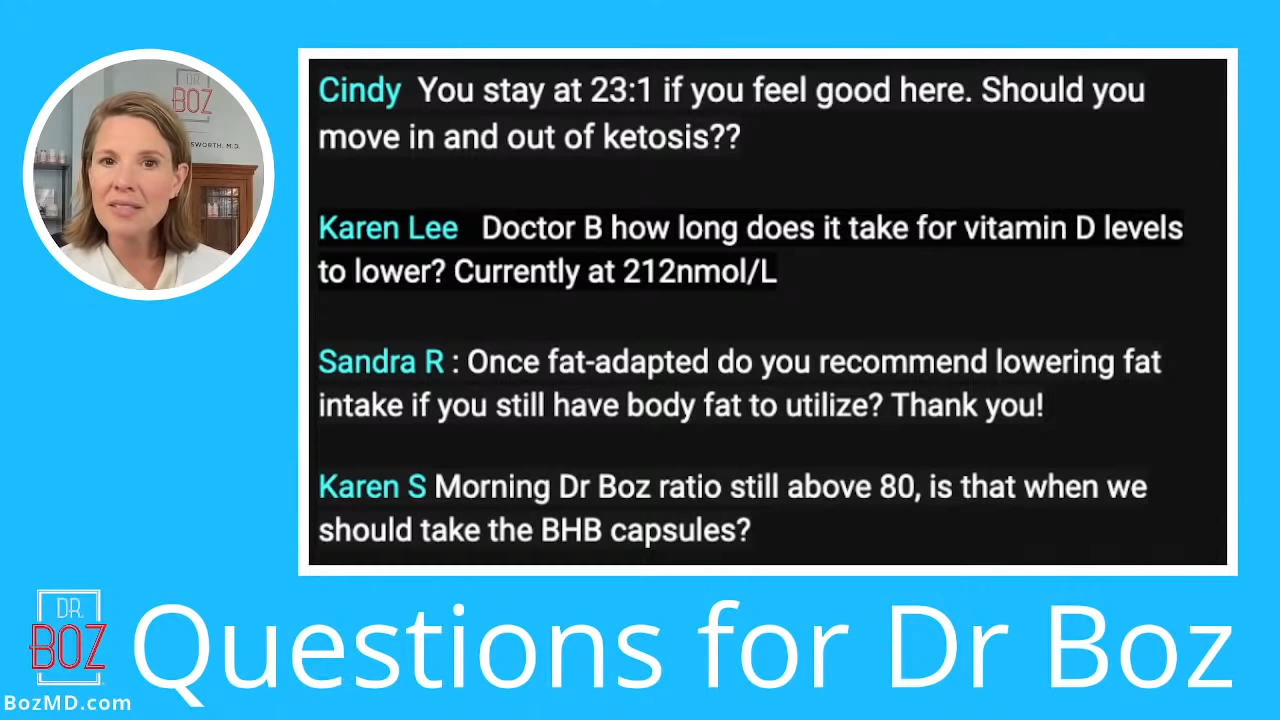 DR.
BOZ
SWORTH, M.D.
Cindy You stay at 23:1 if you feel good here. Should you
move in and out of ketosis??
Karen Lee Doctor B how long does it take for vitamin D levels
to lower? Currently at 212nmol/L
Sandra R : Once fat-adapted do you recommend lowering fat
intake if you still have body fat to utilize? Thank you!
Karen S Morning Dr Boz ratio still above 80, is that when we
should take the BHB capsules?
DR.
BOZ
Questions for Dr Boz
BozMD.com